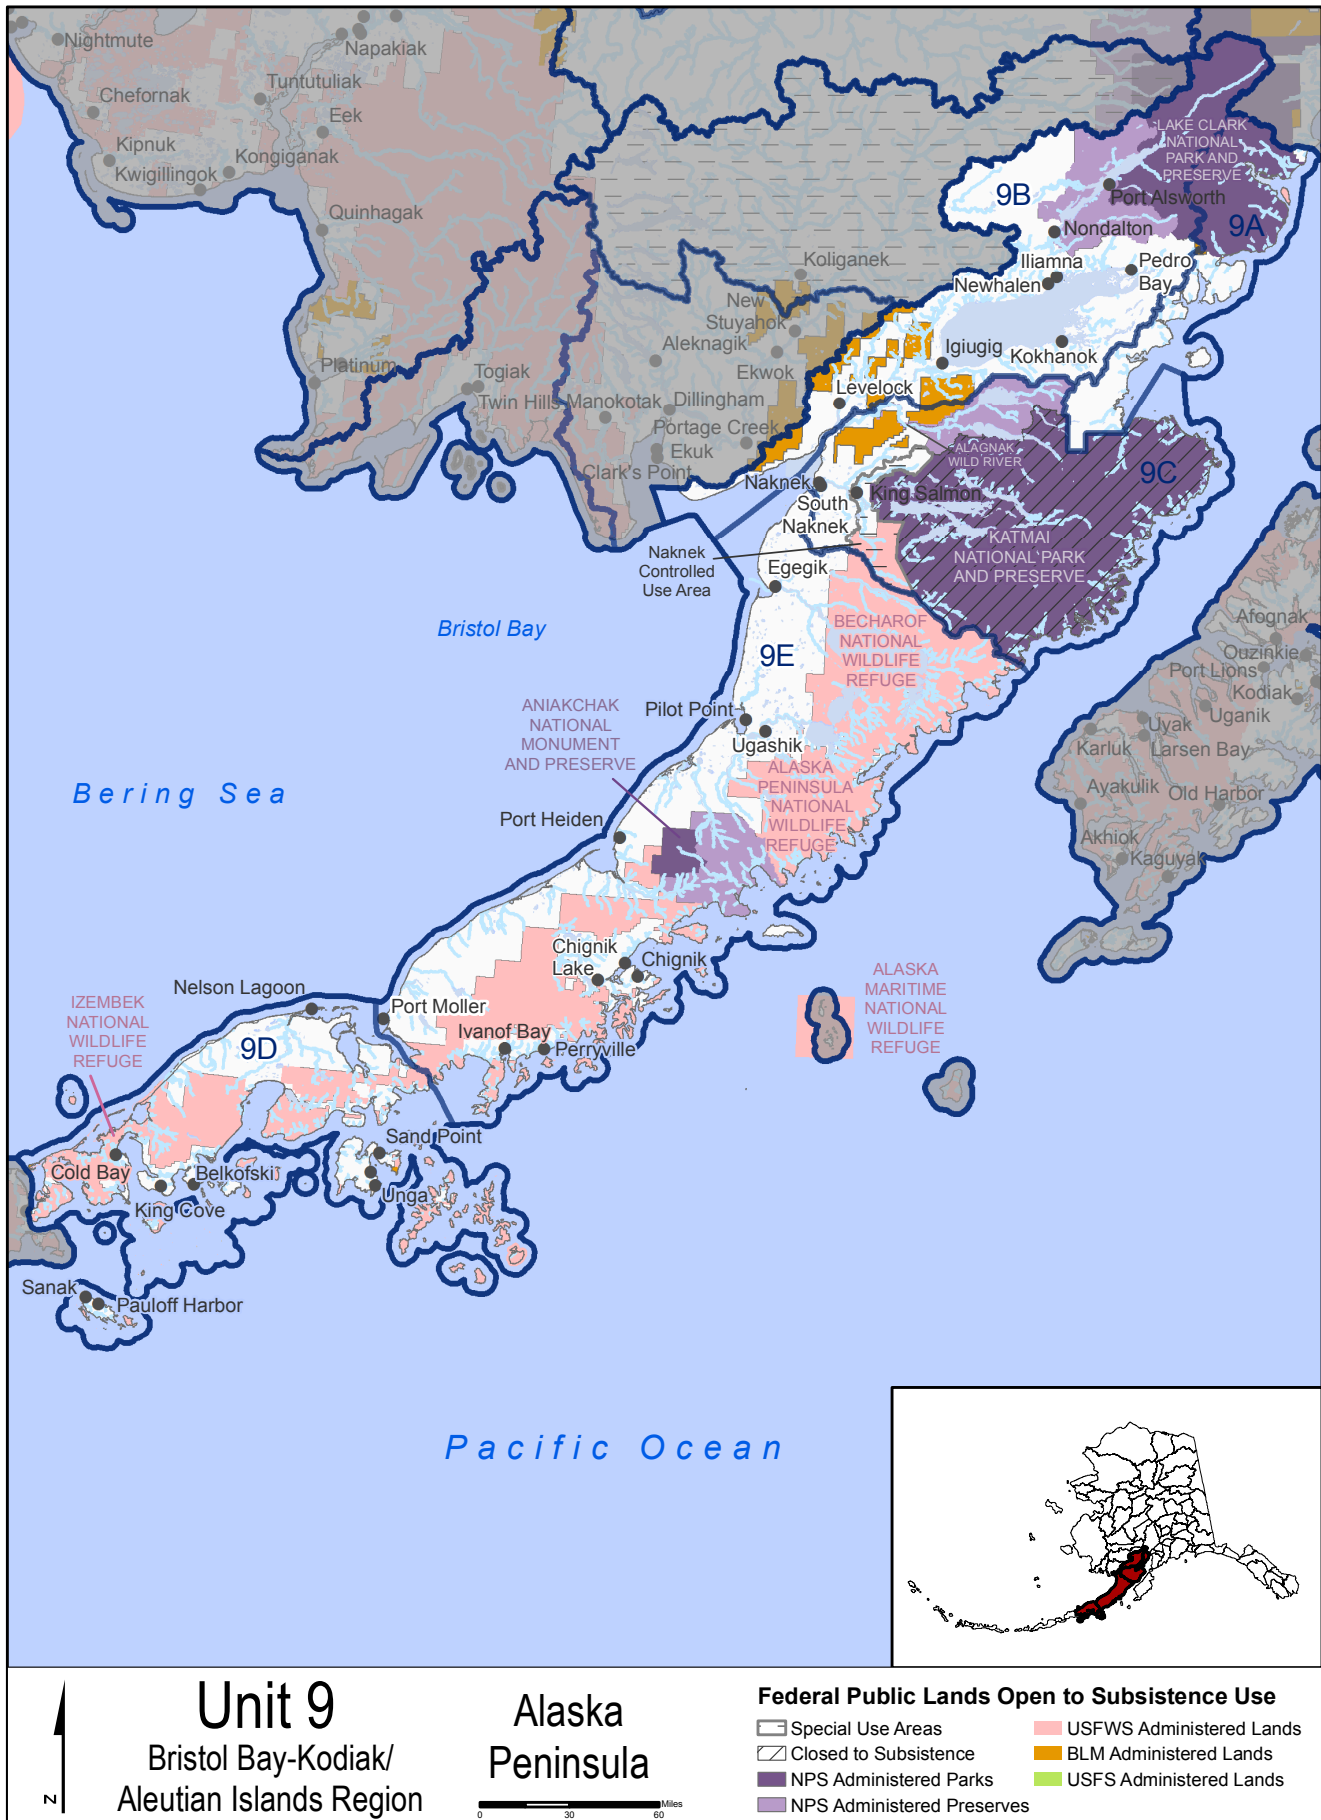 Nightmute
Napakiak
Tuntutuliak
Chefornak
Eek
Kipnuk
Kongiganak
Kwigillingok
Quinhagak
LAKE CLARK
NATIONAL
PARK AND
PRESERVE
9B
Port Alsworth
9A
Nondalton
Koliganek
Iliamna
Pedro
Bay
Newhalen
New
Stuyahok
Aleknagik
Igiugig
Kokhanok
Platinum
Ekwok
Togiak
Levelock
Twin Hills
Manokotak
Dillingham
Portage Creek
Ekuk
ALAGNAK
WILD RIVER
Clark's Point
9C
Naknek
King Salmon
South
Naknek
KATMAI
NATIONAL PARK
AND PRESERVE
Naknek
Controlled
Use Area
Egegik
Afognak
Bristol Bay
BECHAROF
NATIONAL
WILDLIFE
REFUGE
9E
Ouzinkie
Port Lions
Kodiak
Uganik
ANIAKCHAK
NATIONAL
MONUMENT
AND PRESERVE
Pilot Point
Uyak
Ugashik
Karluk
Larsen Bay
ALASKA
PENINSULA
NATIONAL
WILDLIFE
REFUGE
Bering Sea
Ayakulik
Old Harbor
Port Heiden
Akhiok
Kaguyak
Chignik
Lake
Chignik
ALASKA
MARITIME
NATIONAL
WILDLIFE
REFUGE
Nelson Lagoon
IZEMBEK
NATIONAL
WILDLIFE
REFUGE
Port Moller
Ivanof Bay
9D
Perryville
Sand Point
Cold Bay
Belkofski
Unga
King Cove
Sanak
Pauloff Harbor
Pacific Ocean
N
Unit 9
Bristol Bay-Kodiak/
Aleutian Islands Region
Alaska
Peninsula
Miles
0 30 60
Federal Public Lands Open to Subsistence Use
Special Use Areas
Closed to Subsistence
NPS Administered Parks
NPS Administered Preserves
USFWS Administered Lands
BLM Administered Lands
USFS Administered Lands